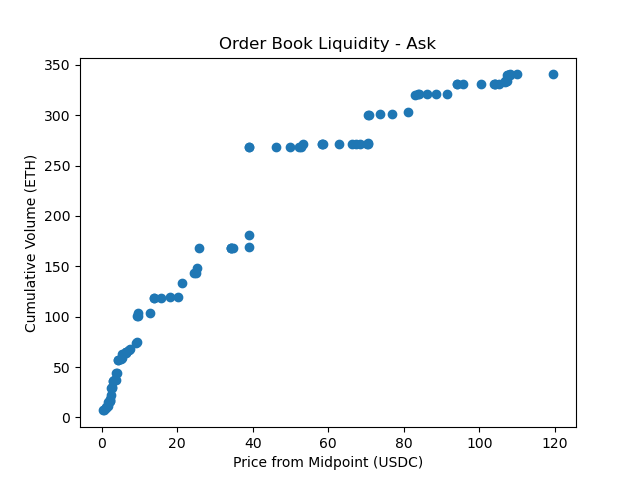 Order Book Liquidity - Ask
350
300
250
200
150
100
50
0
Cumulative Volume (ETH)
0 20 40 60 80 100 120
Price from Midpoint (USDC)